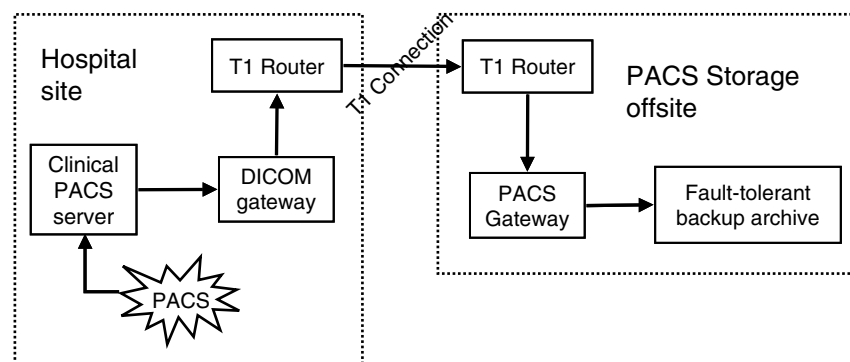 Hospital
site
T1 Router
T1 Connection
T1 Router
PACS Storage
offsite
Clinical
PACS
server
DICOM
gateway
PACS
Gateway
Fault-tolerant
backup archive
PACS